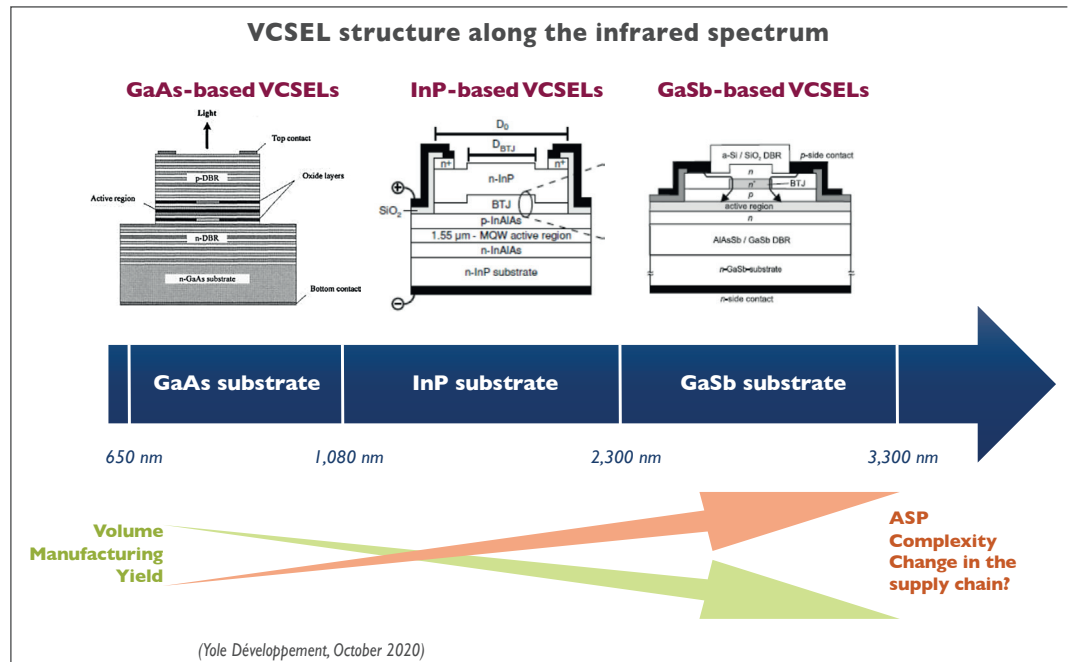 VCSEL structure along the infrared spectrum
GaAs-based VCSELs
Light
Top contact
p-DBR
Oxide layers
Active region
n-DBR
n-GaAs substrate
Bottom contact
InP-based VCSELs
D₀
D_BTJ
n+
n+
n-InP
BTJ
SiO₂
p-InAlAs
1.55 µm - MQW active region
n-InAlAs
n-InP substrate
GaSb-based VCSELs
a-Si / SiO₂ DBR
p-side contact
n
n⁺
BTJ
p
active region
n
AlAsSb / GaSb DBR
n-GaSb-substrate
n-side contact
GaAs substrate
InP substrate
GaSb substrate
650 nm
1,080 nm
2,300 nm
3,300 nm
Volume
Manufacturing
Yield
ASP
Complexity
Change in the
supply chain?
(Yole Développement, October 2020)